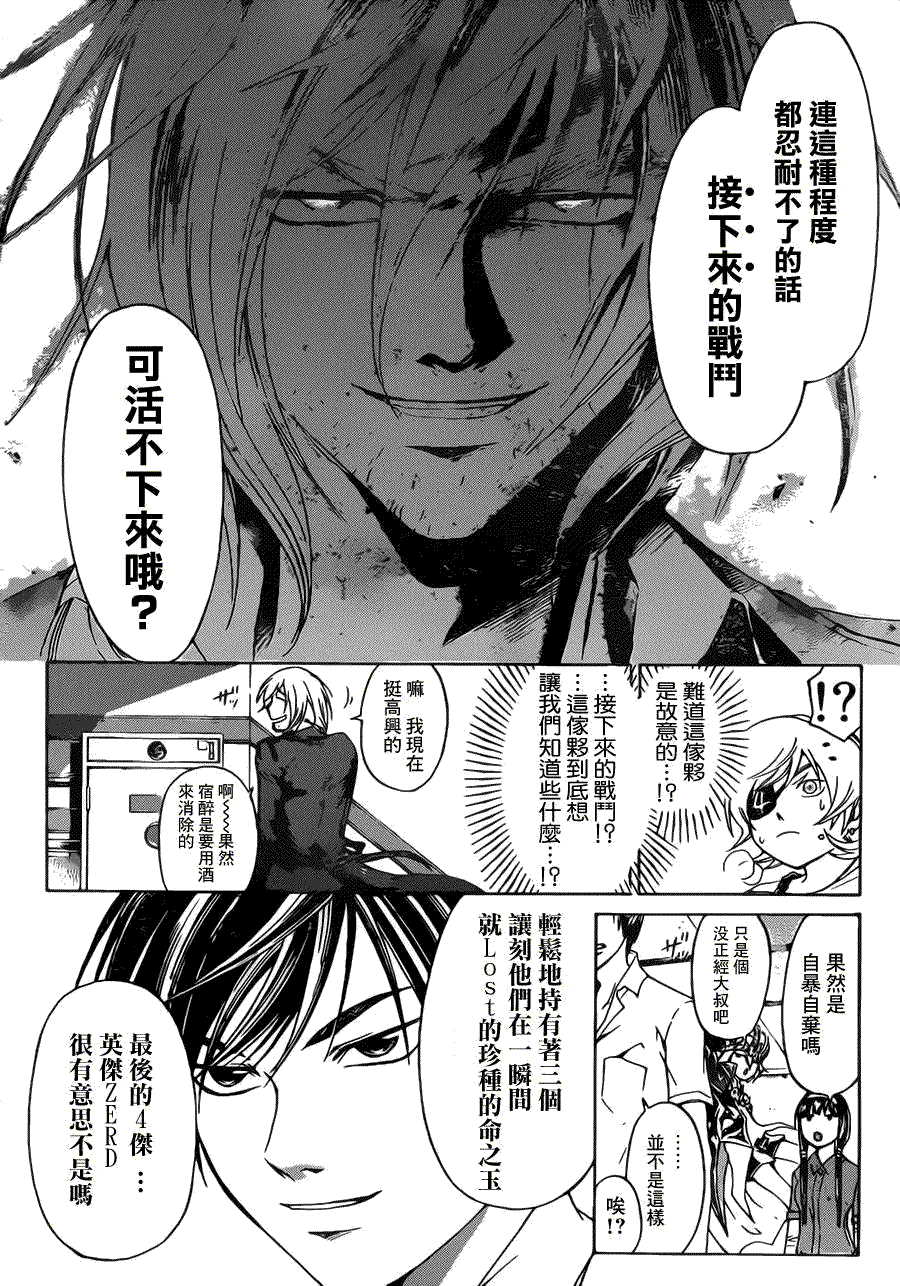 連這種程度
都忍耐不了的話
接下來的戰鬥
可活不下來哦？
!?
難道這傢夥
是故意的…!?
…接下來的戰鬥!?
…這傢夥到底想
讓我們知道些什麼…!?
嘛 我現在
挺高興的
啊～～果然
宿醉是要用酒
來消除的
果然是
自暴自棄嗎
只是個
没正經大叔吧
……
並不是這樣
唉!?
輕鬆地持有著三個
讓刻他們在一瞬間
就Lost的珍種的命之玉
最後的4傑…
英傑ZERD
很有意思不是嗎